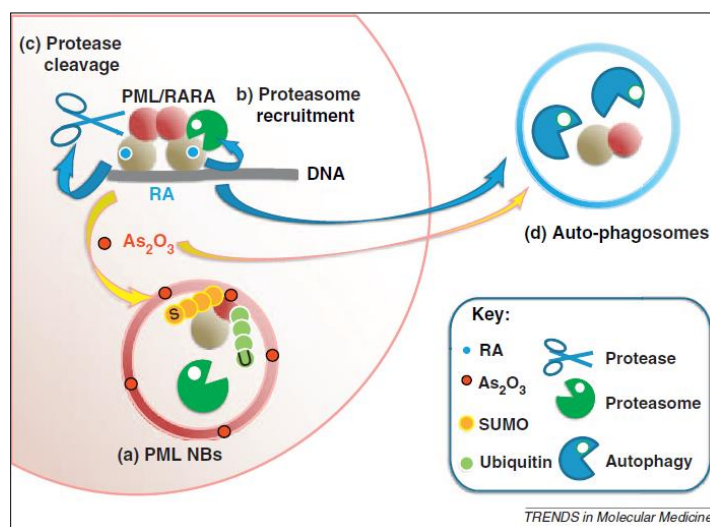 (c) Protease
cleavage
PML/RARA
b) Proteasome
recruitment
DNA
RA
As₂O₃
(d) Auto-phagosomes
S
U
(a) PML NBs
Key:
RA
Protease
As₂O₃
Proteasome
SUMO
Ubiquitin
Autophagy
TRENDS in Molecular Medicine